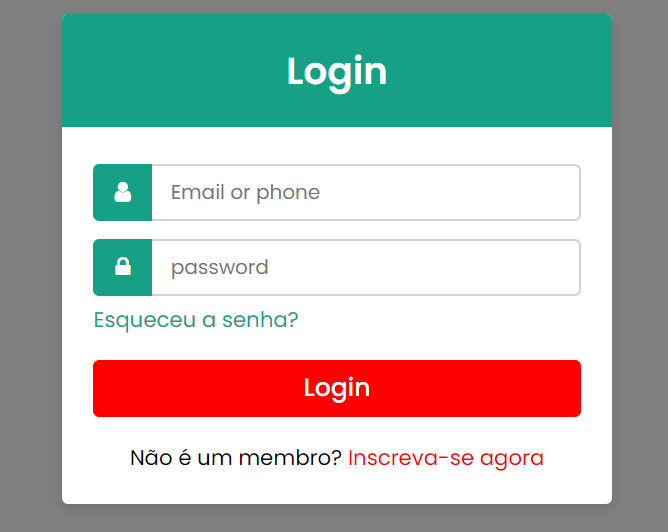 Login
Email or phone
password
Esqueceu a senha?
Login
Não é um membro? Inscreva-se agora